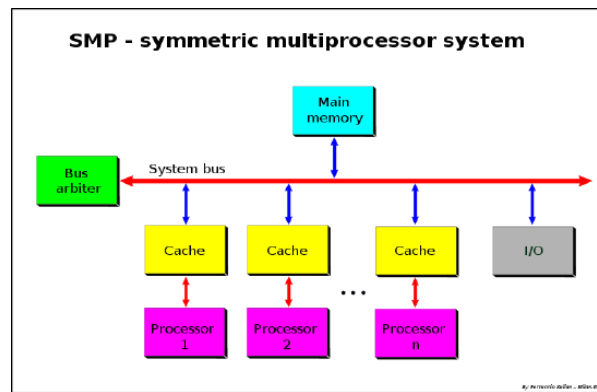 SMP - symmetric multiprocessor system
Main
memory
Bus
arbiter
System bus
Cache
Cache
Cache
I/O
...
Processor
1
Processor
2
Processor
n